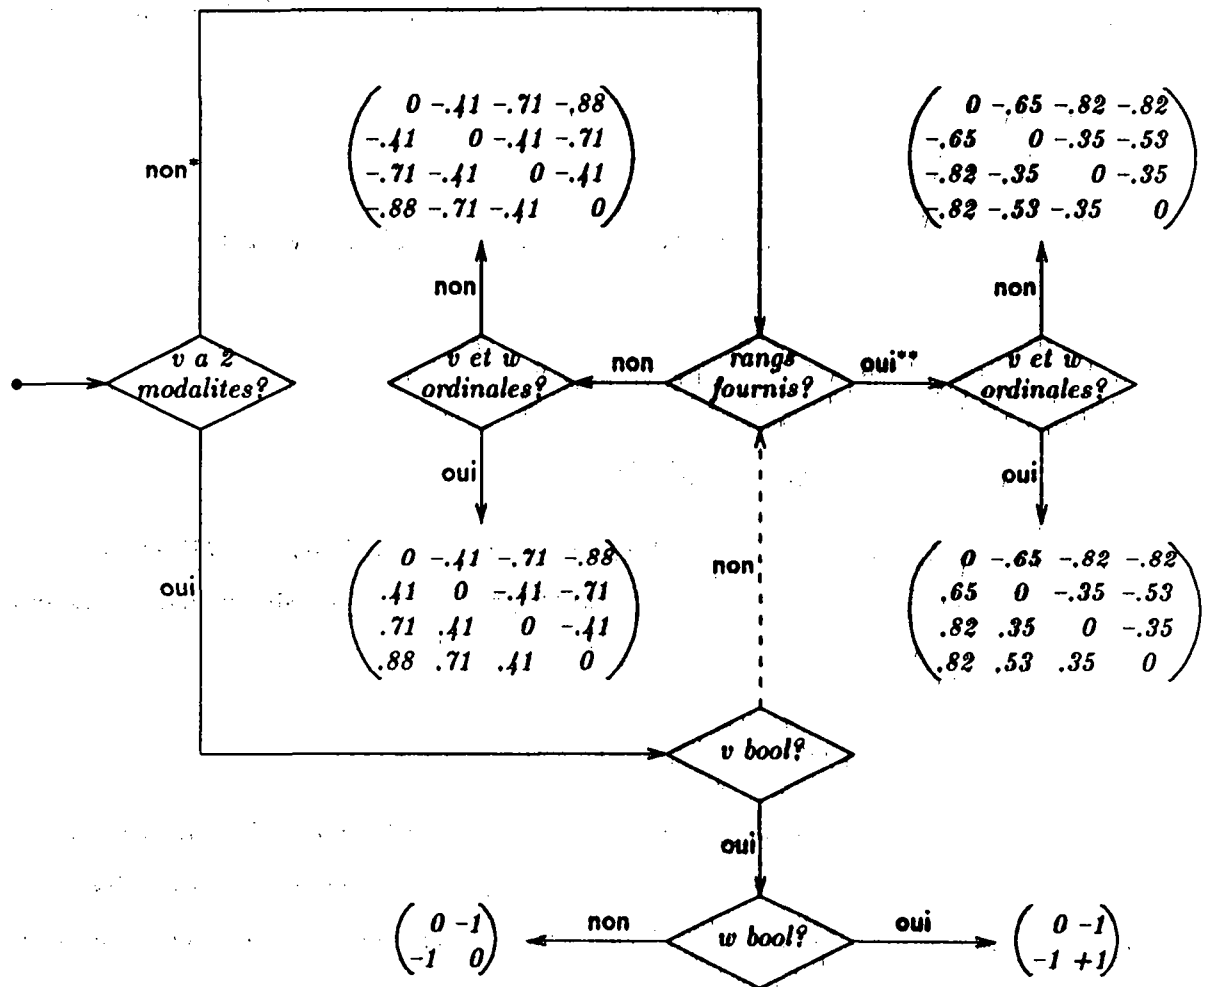 0 -.41 -.71 -.88
-.41 0 -.41 -.71
-.71 -.41 0 -.41
-.88 -.71 -.41 0
0 -.65 -.82 -.82
-.65 0 -.35 -.53
-.82 -.35 0 -.35
-.82 -.53 -.35 0
non*
non
non
v a 2
modalites?
v et w
ordinales?
non
rangs
fournis?
oui**
v et w
ordinales?
oui
oui
0 -.41 -.71 -.88
.41 0 -.41 -.71
.71 .41 0 -.41
.88 .71 .41 0
0 -.65 -.82 -.82
.65 0 -.35 -.53
.82 .35 0 -.35
.82 .53 .35 0
oui
non
v bool?
oui
0 -1
-1 0
non
w bool?
oui
0 -1
-1 +1